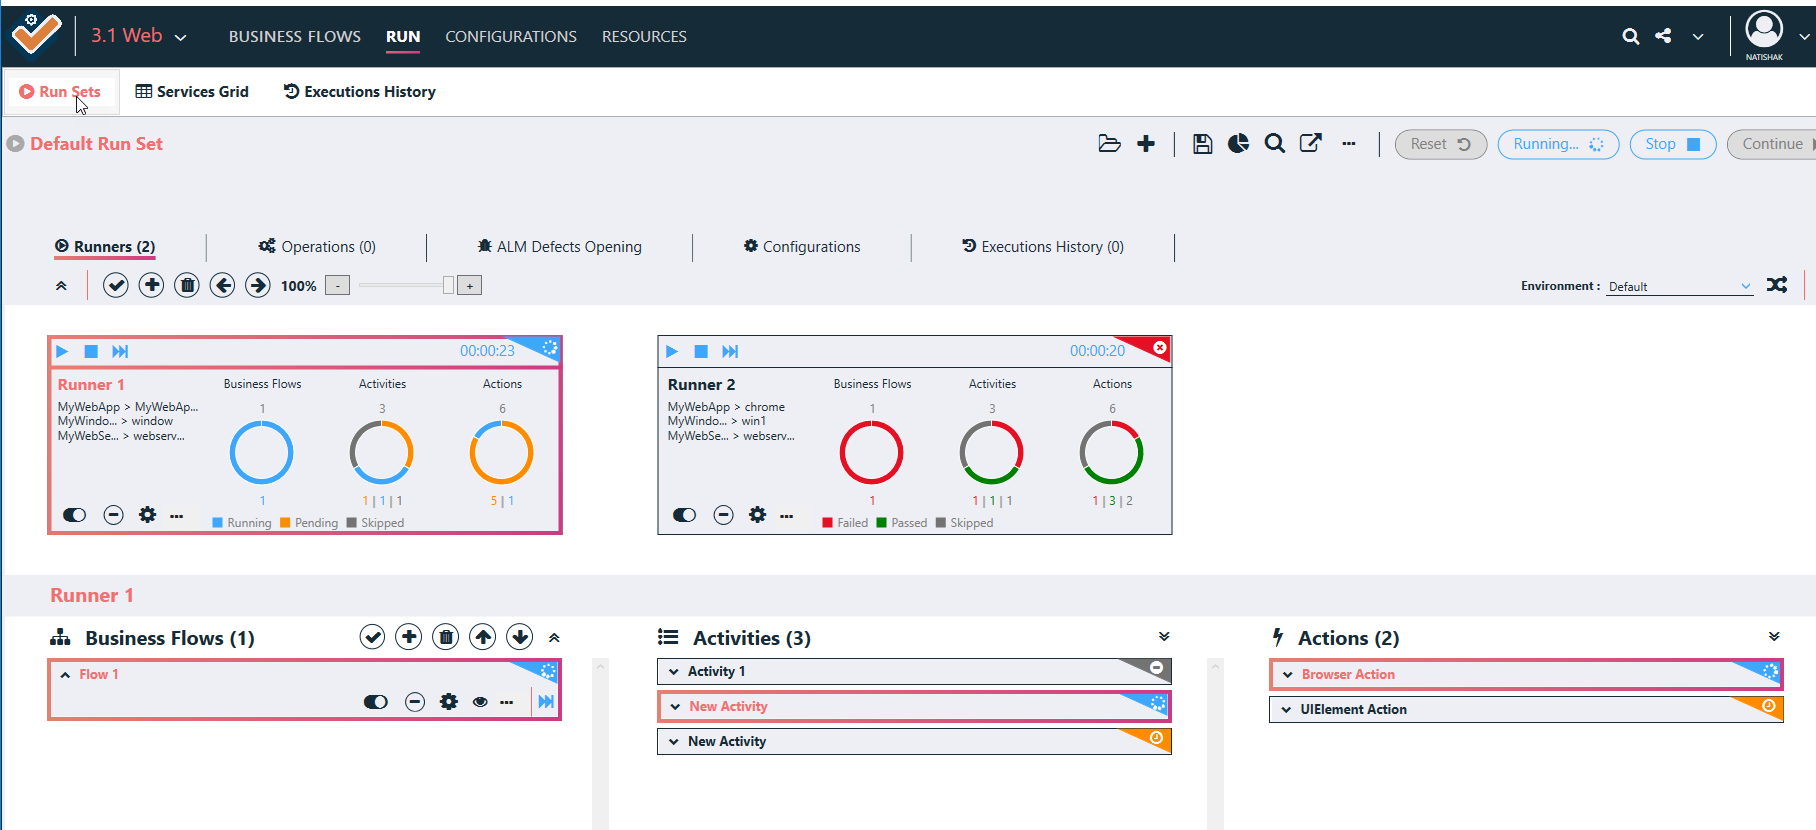 3.1 Web BUSINESS FLOWS RUN CONFIGURATIONS RESOURCES
NATISHAK
Run Sets Services Grid Executions History
Default Run Set Reset Running... Stop Continue
Runners (2) Operations (0) ALM Defects Opening Configurations Executions History (0)
100% - + Environment : Default
00:00:23
Runner 1 Business Flows Activities Actions
MyWebApp > MyWebAp... 1 3 6
MyWindo... > window
MyWebSe... > webserv...
1 1 | 1 | 1 5 | 1
Running Pending Skipped
00:00:20
Runner 2 Business Flows Activities Actions
MyWebApp > chrome 1 3 6
MyWindo... > win1
MyWebSe... > webserv...
1 1 | 1 | 1 1 | 3 | 2
Failed Passed Skipped
Runner 1
Business Flows (1)
Flow 1
Activities (3)
Activity 1
New Activity
New Activity
Actions (2)
Browser Action
UIElement Action